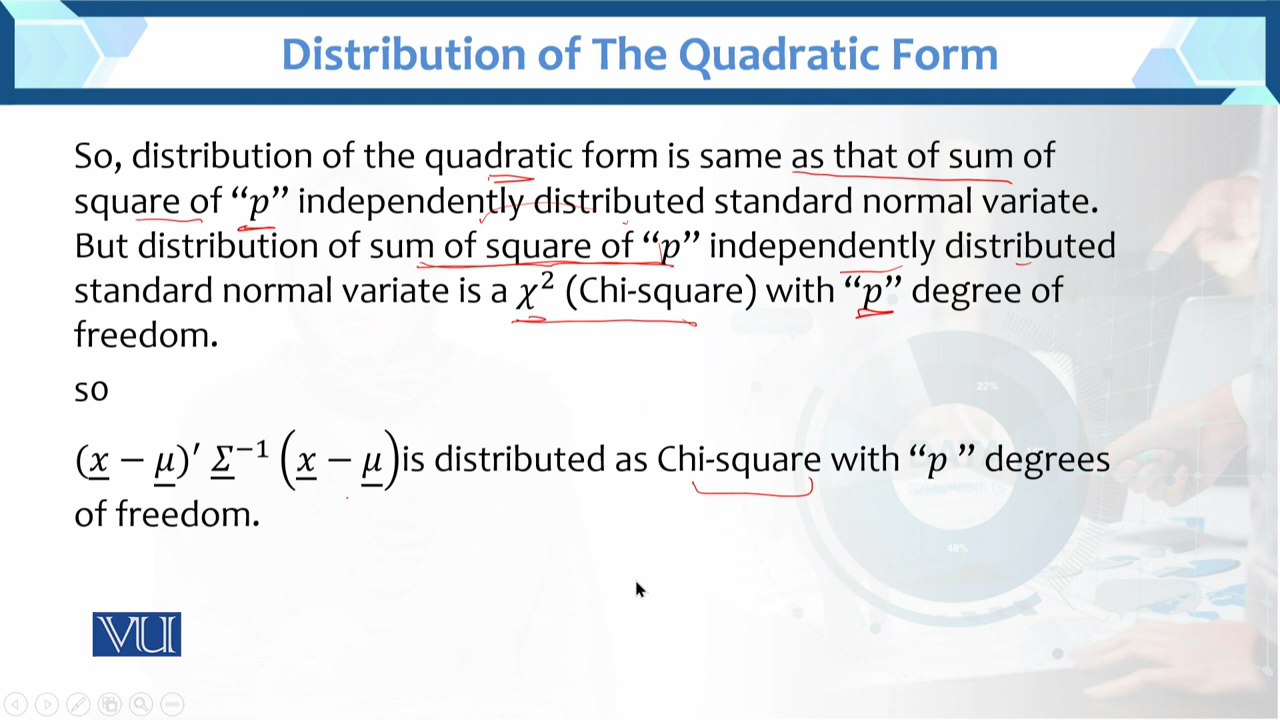 Distribution of The Quadratic Form
So, distribution of the quadratic form is same as that of sum of
square of “p” independently distributed standard normal variate.
But distribution of sum of square of “p” independently distributed
standard normal variate is a χ² (Chi-square) with “p” degree of
freedom.
so
(x − μ)′ Σ⁻¹ (x − μ)is distributed as Chi-square with “p ” degrees
of freedom.
22%
48%
VU